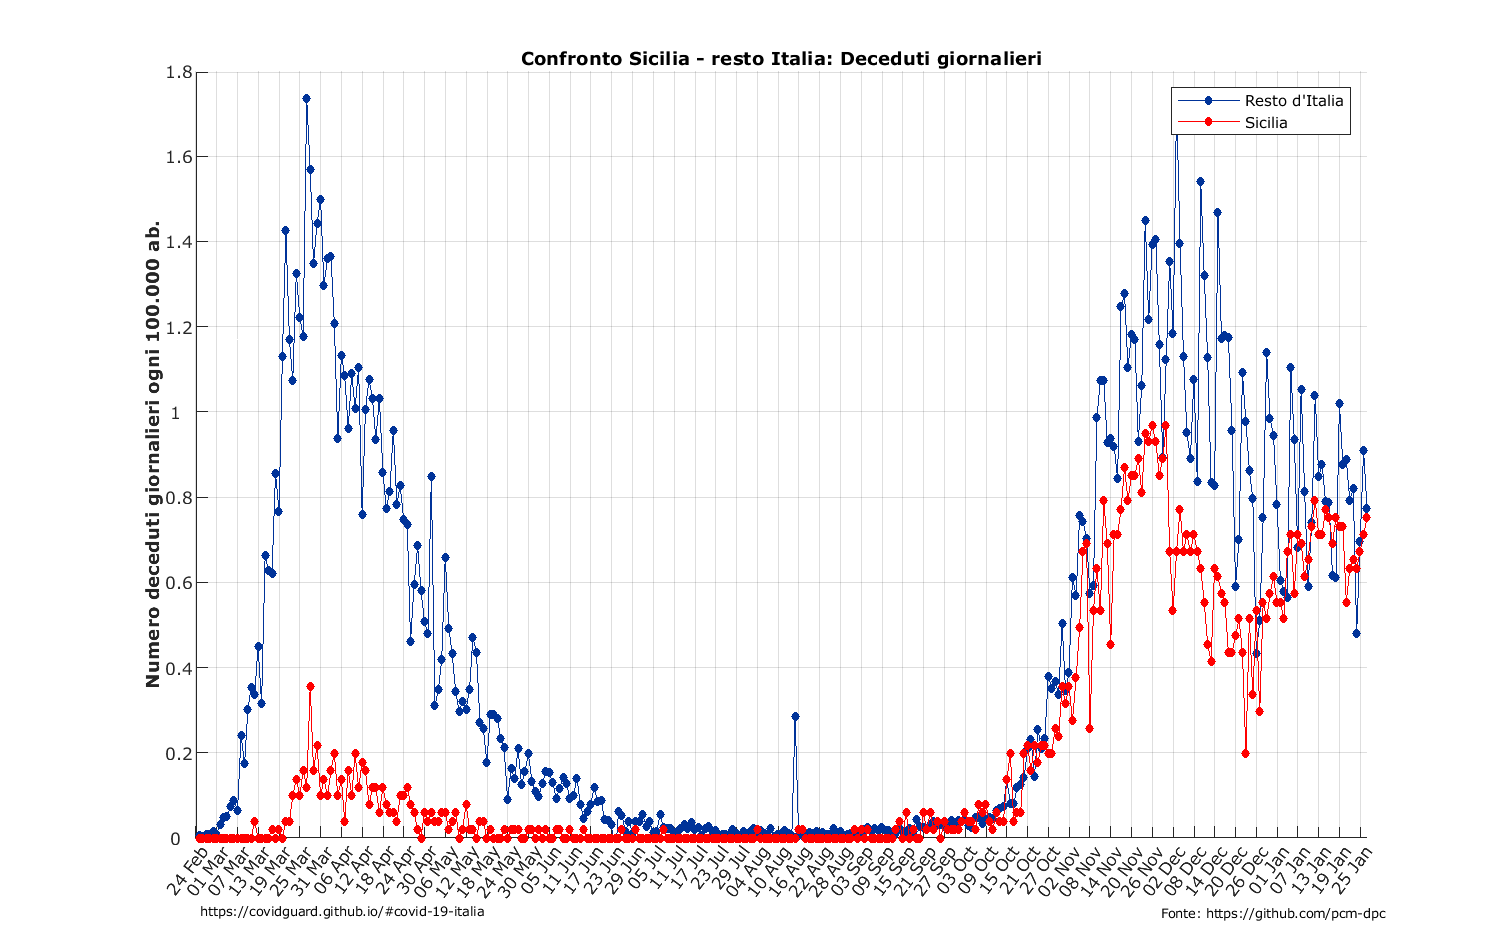 Confronto Sicilia - resto Italia: Deceduti giornalieri
Numero deceduti giornalieri ogni 100.000 ab.
1.8
1.6
1.4
1.2
1
0.8
0.6
0.4
0.2
0
Resto d'Italia
Sicilia
24 Feb
01 Mar
07 Mar
13 Mar
19 Mar
25 Mar
31 Mar
06 Apr
12 Apr
18 Apr
24 Apr
30 Apr
06 May
12 May
18 May
24 May
30 May
05 Jun
11 Jun
17 Jun
23 Jun
29 Jun
05 Jul
11 Jul
17 Jul
23 Jul
29 Jul
04 Aug
10 Aug
16 Aug
22 Aug
28 Aug
03 Sep
09 Sep
15 Sep
21 Sep
27 Sep
03 Oct
09 Oct
15 Oct
21 Oct
27 Oct
02 Nov
08 Nov
14 Nov
20 Nov
26 Nov
02 Dec
08 Dec
14 Dec
20 Dec
26 Dec
01 Jan
07 Jan
13 Jan
19 Jan
25 Jan
https://covidguard.github.io/#covid-19-italia
Fonte: https://github.com/pcm-dpc